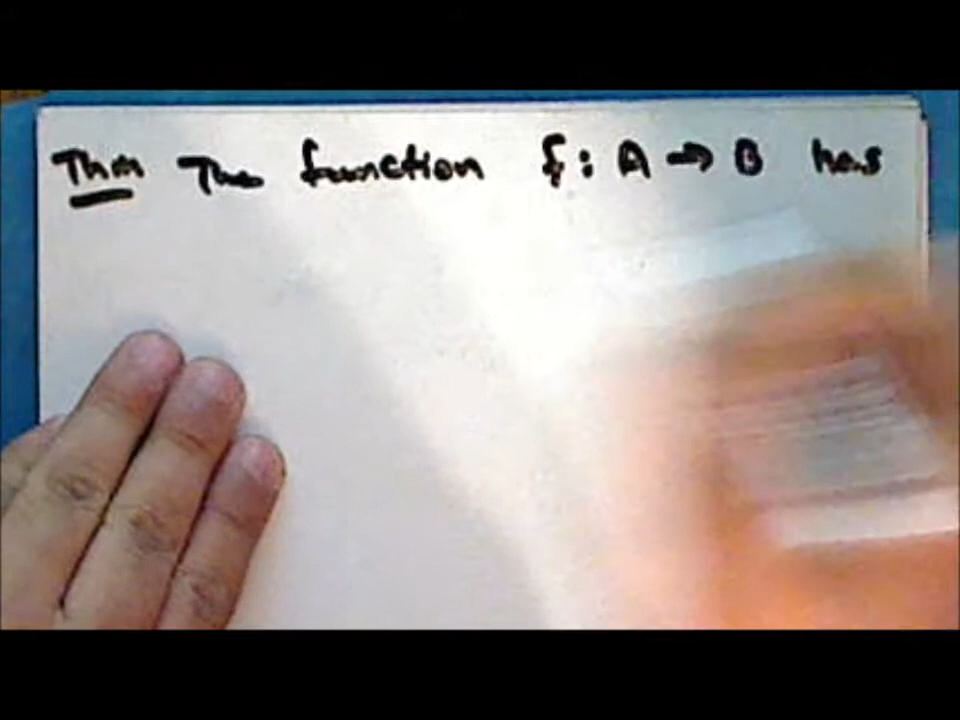 Thm The function f: A → B has